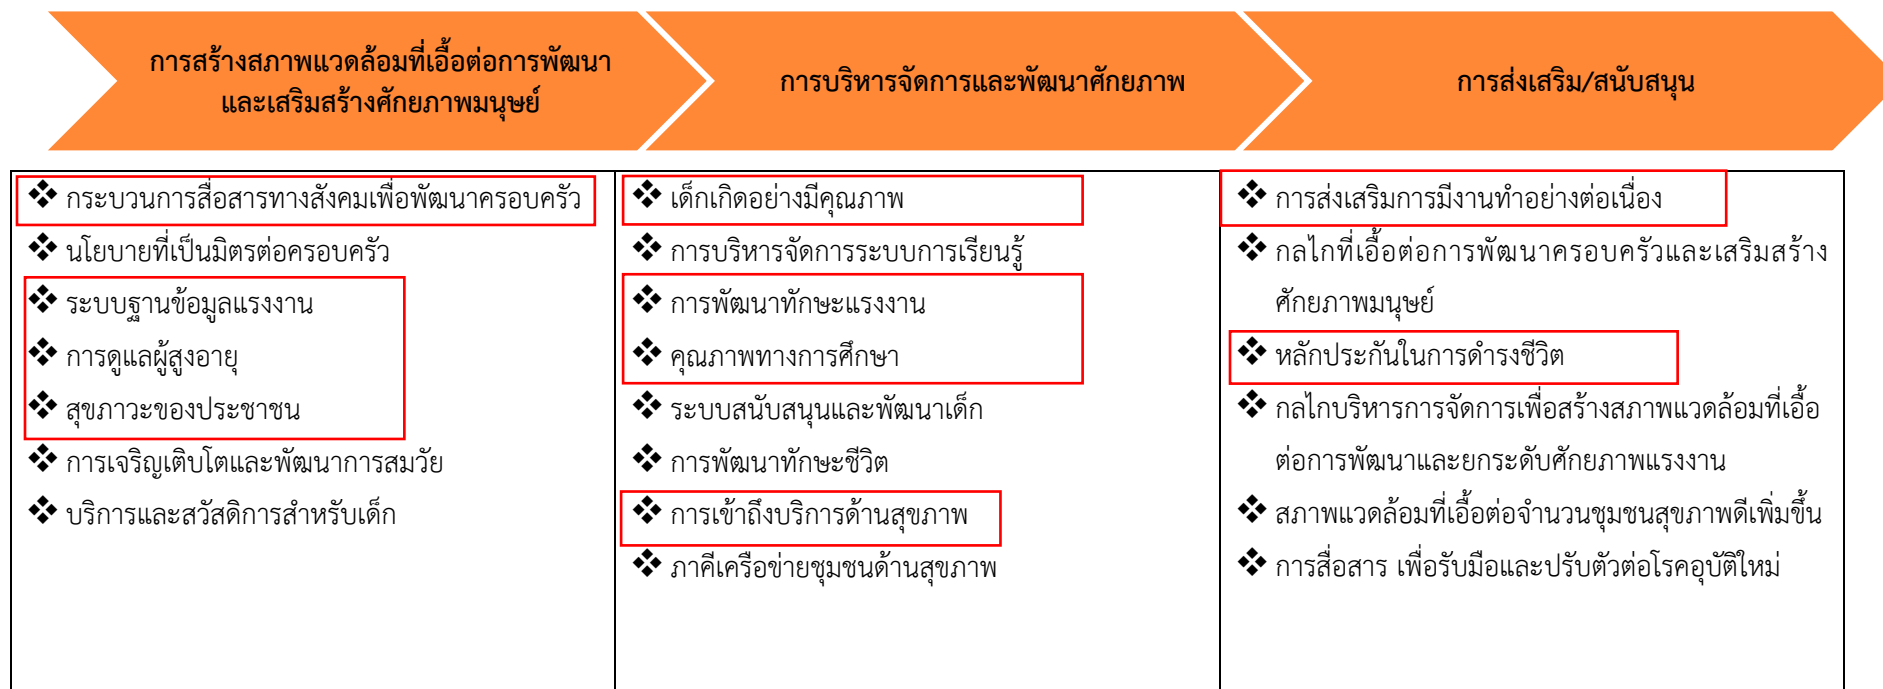 การสร้างสภาพแวดล้อมที่เอื้อต่อการพัฒนา
และเสริมสร้างศักยภาพมนุษย์
การบริหารจัดการและพัฒนาศักยภาพ
การส่งเสริม/สนับสนุน
❖ กระบวนการสื่อสารทางสังคมเพื่อพัฒนาครอบครัว
❖ นโยบายที่เป็นมิตรต่อครอบครัว
❖ ระบบฐานข้อมูลแรงงาน
❖ การดูแลผู้สูงอายุ
❖ สุขภาวะของประชาชน
❖ การเจริญเติบโตและพัฒนาการสมวัย
❖ บริการและสวัสดิการสำหรับเด็ก
❖ เด็กเกิดอย่างมีคุณภาพ
❖ การบริหารจัดการระบบการเรียนรู้
❖ การพัฒนาทักษะแรงงาน
❖ คุณภาพทางการศึกษา
❖ ระบบสนับสนุนและพัฒนาเด็ก
❖ การพัฒนาทักษะชีวิต
❖ การเข้าถึงบริการด้านสุขภาพ
❖ ภาคีเครือข่ายชุมชนด้านสุขภาพ
❖ การส่งเสริมการมีงานทำอย่างต่อเนื่อง
❖ กลไกที่เอื้อต่อการพัฒนาครอบครัวและเสริมสร้าง
ศักยภาพมนุษย์
❖ หลักประกันในการดำรงชีวิต
❖ กลไกบริหารการจัดการเพื่อสร้างสภาพแวดล้อมที่เอื้อ
ต่อการพัฒนาและยกระดับศักยภาพแรงงาน
❖ สภาพแวดล้อมที่เอื้อต่อจำนวนชุมชนสุขภาพดีเพิ่มขึ้น
❖ การสื่อสาร เพื่อรับมือและปรับตัวต่อโรคอุบัติใหม่